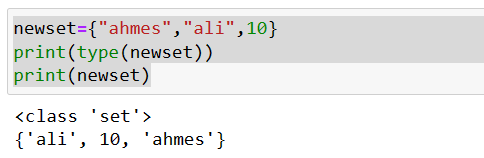 newset={"ahmes","ali",10}
print(type(newset))
print(newset)
<class 'set'>
{'ali', 10, 'ahmes'}